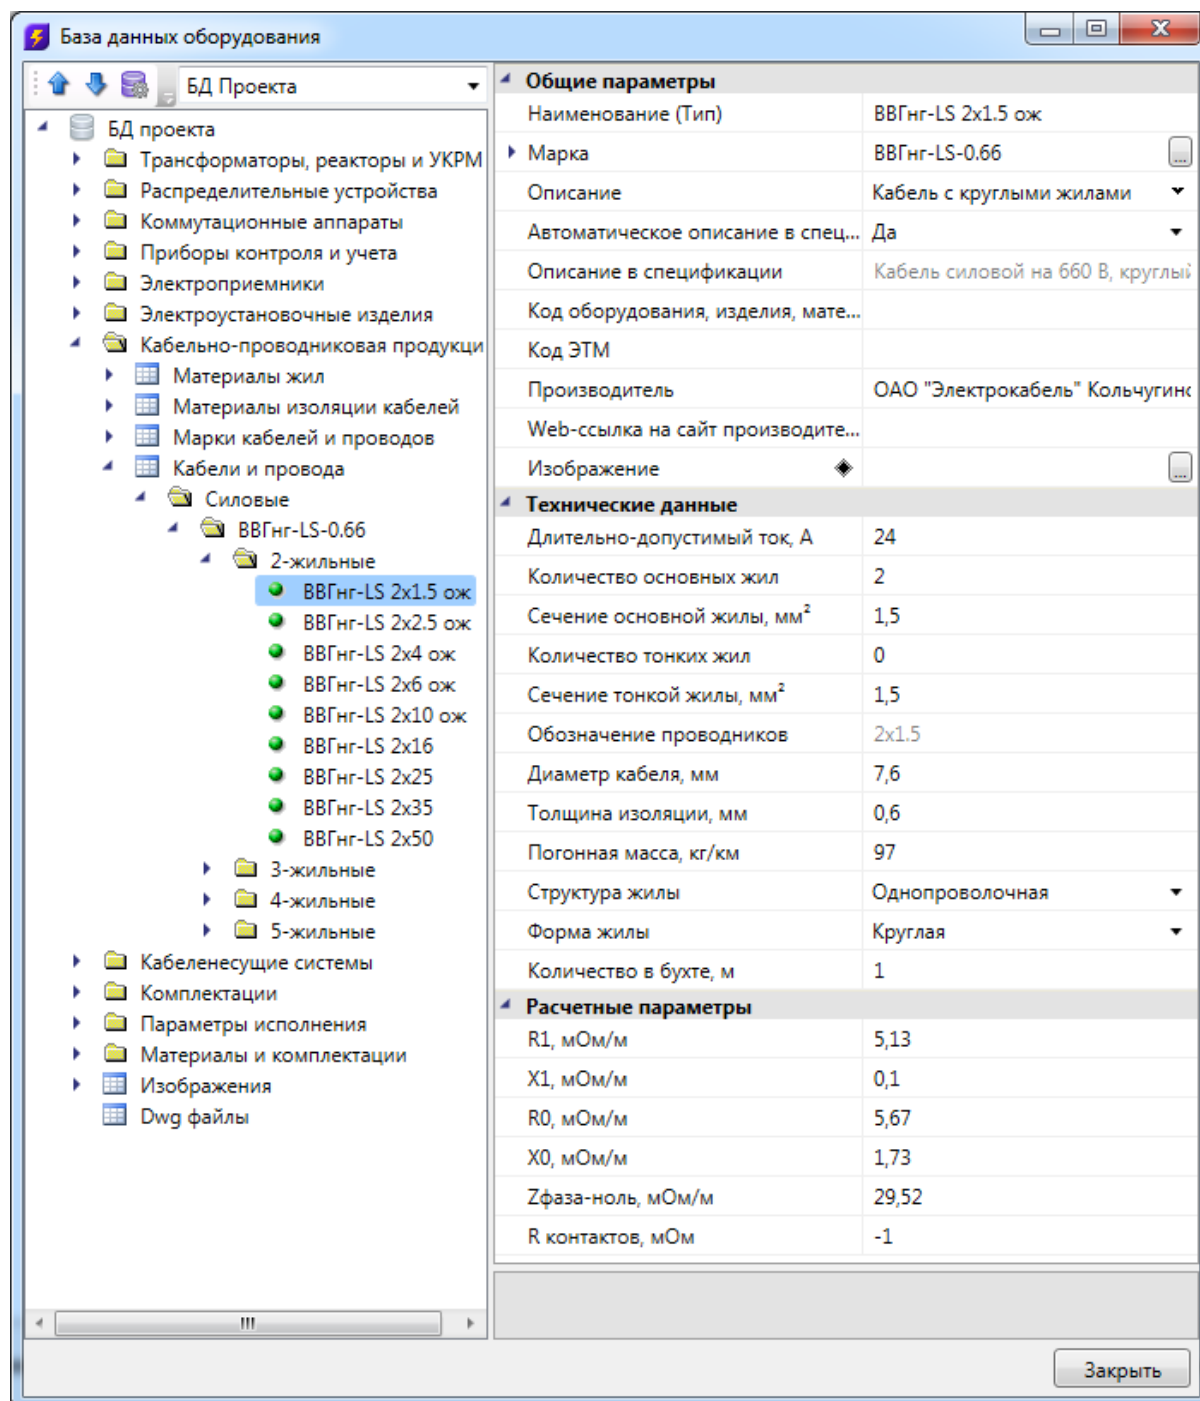 База данных оборудования
БД Проекта
БД проекта
Трансформаторы, реакторы и УКРМ
Распределительные устройства
Коммутационные аппараты
Приборы контроля и учета
Электроприемники
Электроустановочные изделия
Кабельно-проводниковая продукци
Материалы жил
Материалы изоляции кабелей
Марки кабелей и проводов
Кабели и провода
Силовые
ВВГнг-LS-0.66
2-жильные
ВВГнг-LS 2x1.5 ож
ВВГнг-LS 2x2.5 ож
ВВГнг-LS 2x4 ож
ВВГнг-LS 2x6 ож
ВВГнг-LS 2x10 ож
ВВГнг-LS 2x16
ВВГнг-LS 2x25
ВВГнг-LS 2x35
ВВГнг-LS 2x50
3-жильные
4-жильные
5-жильные
Кабеленесущие системы
Комплектации
Параметры исполнения
Материалы и комплектации
Изображения
Dwg файлы
Общие параметры
Наименование (Тип) ВВГнг-LS 2x1.5 ож
Марка ВВГнг-LS-0.66 ...
Описание Кабель с круглыми жилами
Автоматическое описание в спец... Да
Описание в спецификации Кабель силовой на 660 В, круглый
Код оборудования, изделия, мате...
Код ЭТМ
Производитель ОАО "Электрокабель" Кольчугинс
Web-ссылка на сайт производите...
Изображение ...
Технические данные
Длительно-допустимый ток, А 24
Количество основных жил 2
Сечение основной жилы, мм² 1,5
Количество тонких жил 0
Сечение тонкой жилы, мм² 1,5
Обозначение проводников 2x1.5
Диаметр кабеля, мм 7,6
Толщина изоляции, мм 0,6
Погонная масса, кг/км 97
Структура жилы Однопроволочная
Форма жилы Круглая
Количество в бухте, м 1
Расчетные параметры
R1, мОм/м 5,13
X1, мОм/м 0,1
R0, мОм/м 5,67
X0, мОм/м 1,73
Zфаза-ноль, мОм/м 29,52
R контактов, мОм -1
Закрыть